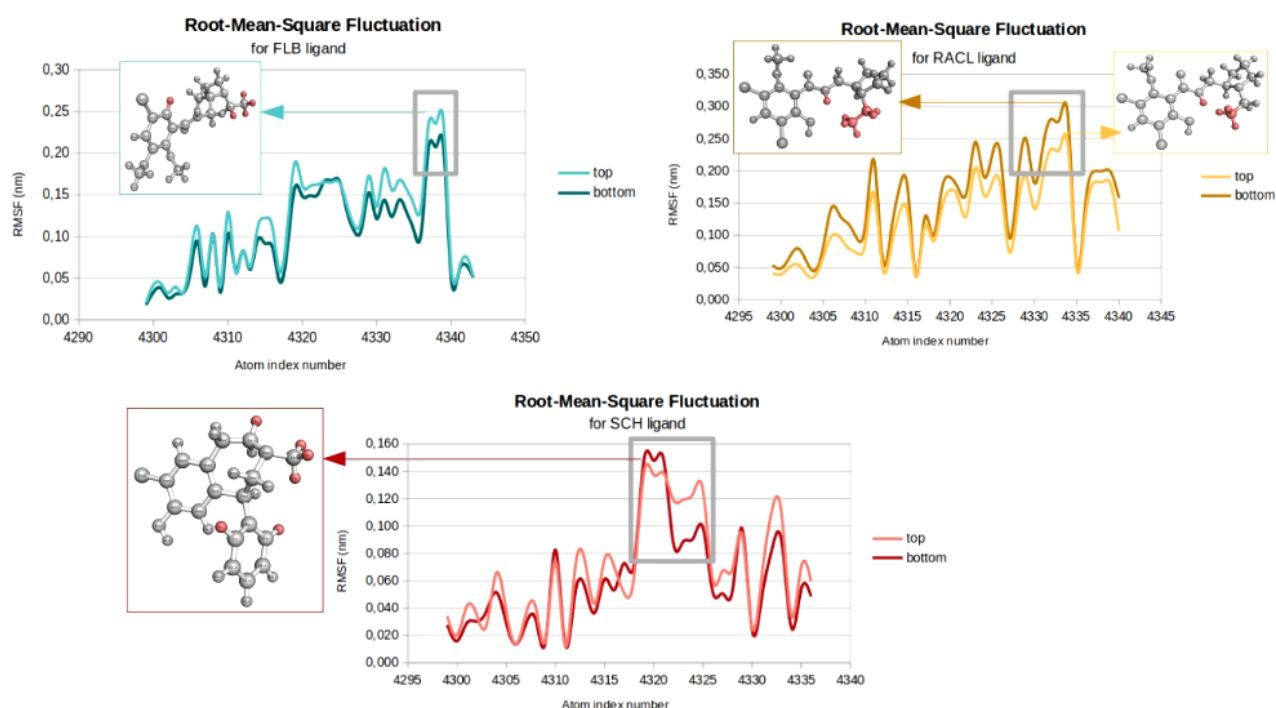 Root-Mean-Square Fluctuation
for FLB ligand
0,30
0,25
0,20
0,15
0,10
0,05
0,00
RMSF (nm)
4290
4300
4310
4320
4330
4340
4350
Atom index number
top
bottom
Root-Mean-Square Fluctuation
for RACL ligand
0,350
0,300
0,250
0,200
0,150
0,100
0,050
0,000
RMSF (nm)
4295
4300
4305
4310
4315
4320
4325
4330
4335
4340
4345
Atom index number
top
bottom
Root-Mean-Square Fluctuation
for SCH ligand
0,160
0,140
0,120
0,100
0,080
0,060
0,040
0,020
0,000
RMSF (nm)
4295
4300
4305
4310
4315
4320
4325
4330
4335
4340
Atom index number
top
bottom